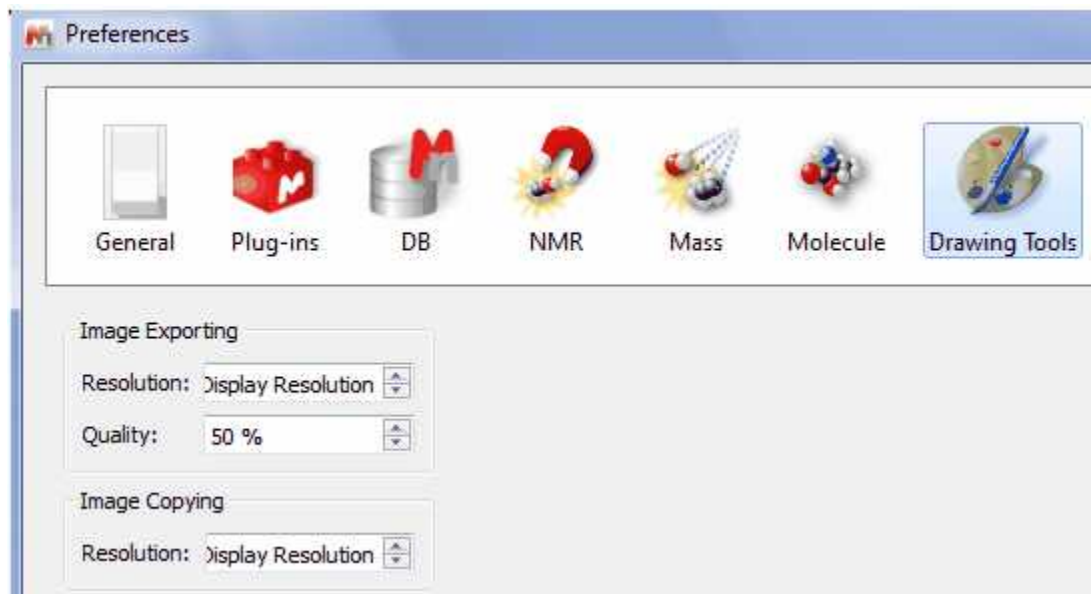 Preferences
General Plug-ins DB NMR Mass Molecule Drawing Tools
Image Exporting
Resolution: Display Resolution
Quality: 50 %
Image Copying
Resolution: Display Resolution